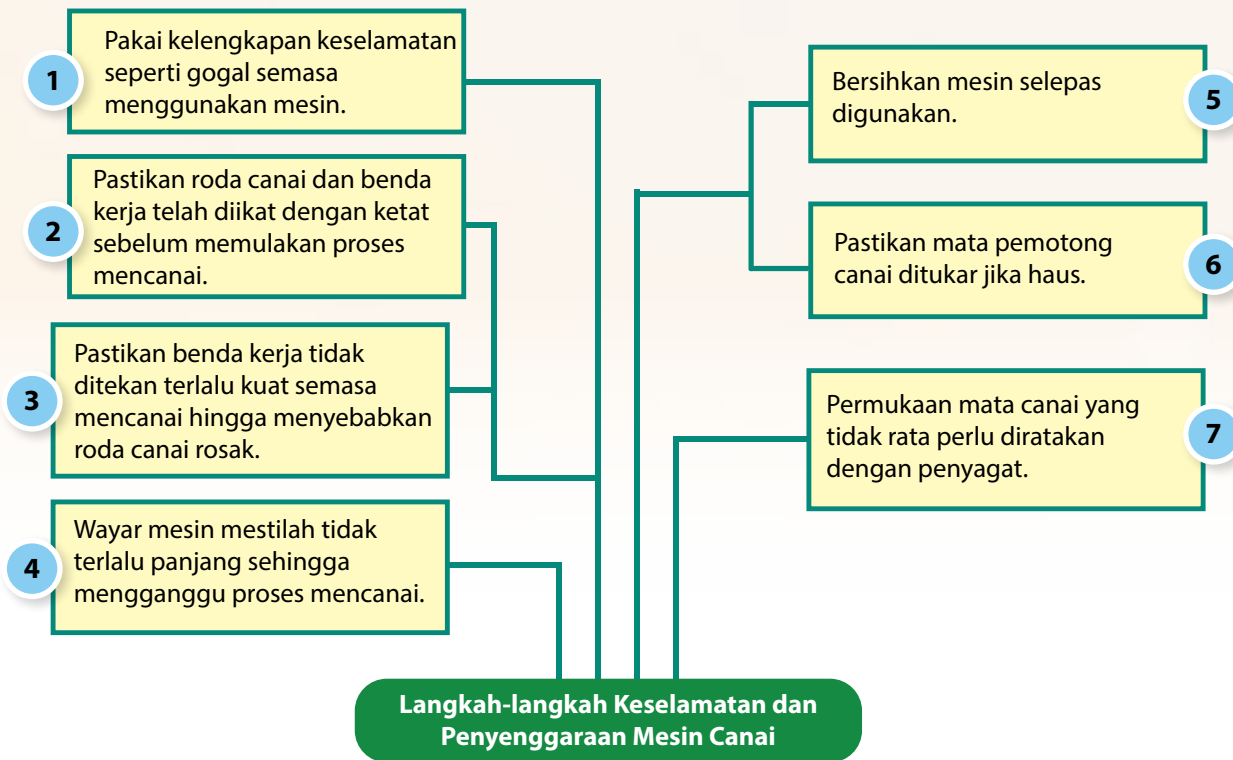 1
Pakai kelengkapan keselamatan
seperti gogal semasa
menggunakan mesin.
2
Pastikan roda canai dan benda
kerja telah diikat dengan ketat
sebelum memulakan proses
mencanai.
3
Pastikan benda kerja tidak
ditekan terlalu kuat semasa
mencanai hingga menyebabkan
roda canai rosak.
4
Wayar mesin mestilah tidak
terlalu panjang sehingga
mengganggu proses mencanai.
Bersihkan mesin selepas
digunakan.
5
Pastikan mata pemotong
canai ditukar jika haus.
6
Permukaan mata canai yang
tidak rata perlu diratakan
dengan penyagat.
7
Langkah-langkah Keselamatan dan
Penyenggaraan Mesin Canai